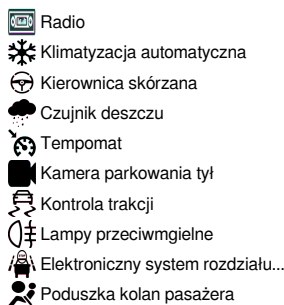 Radio
Klimatyzacja automatyczna
Kierownica skórzana
Czujnik deszczu
Tempomat
Kamera parkowania tył
Kontrola trakcji
Lampy przeciwmgielne
Elektroniczny system rozdziału...
Poduszka kolan pasażera